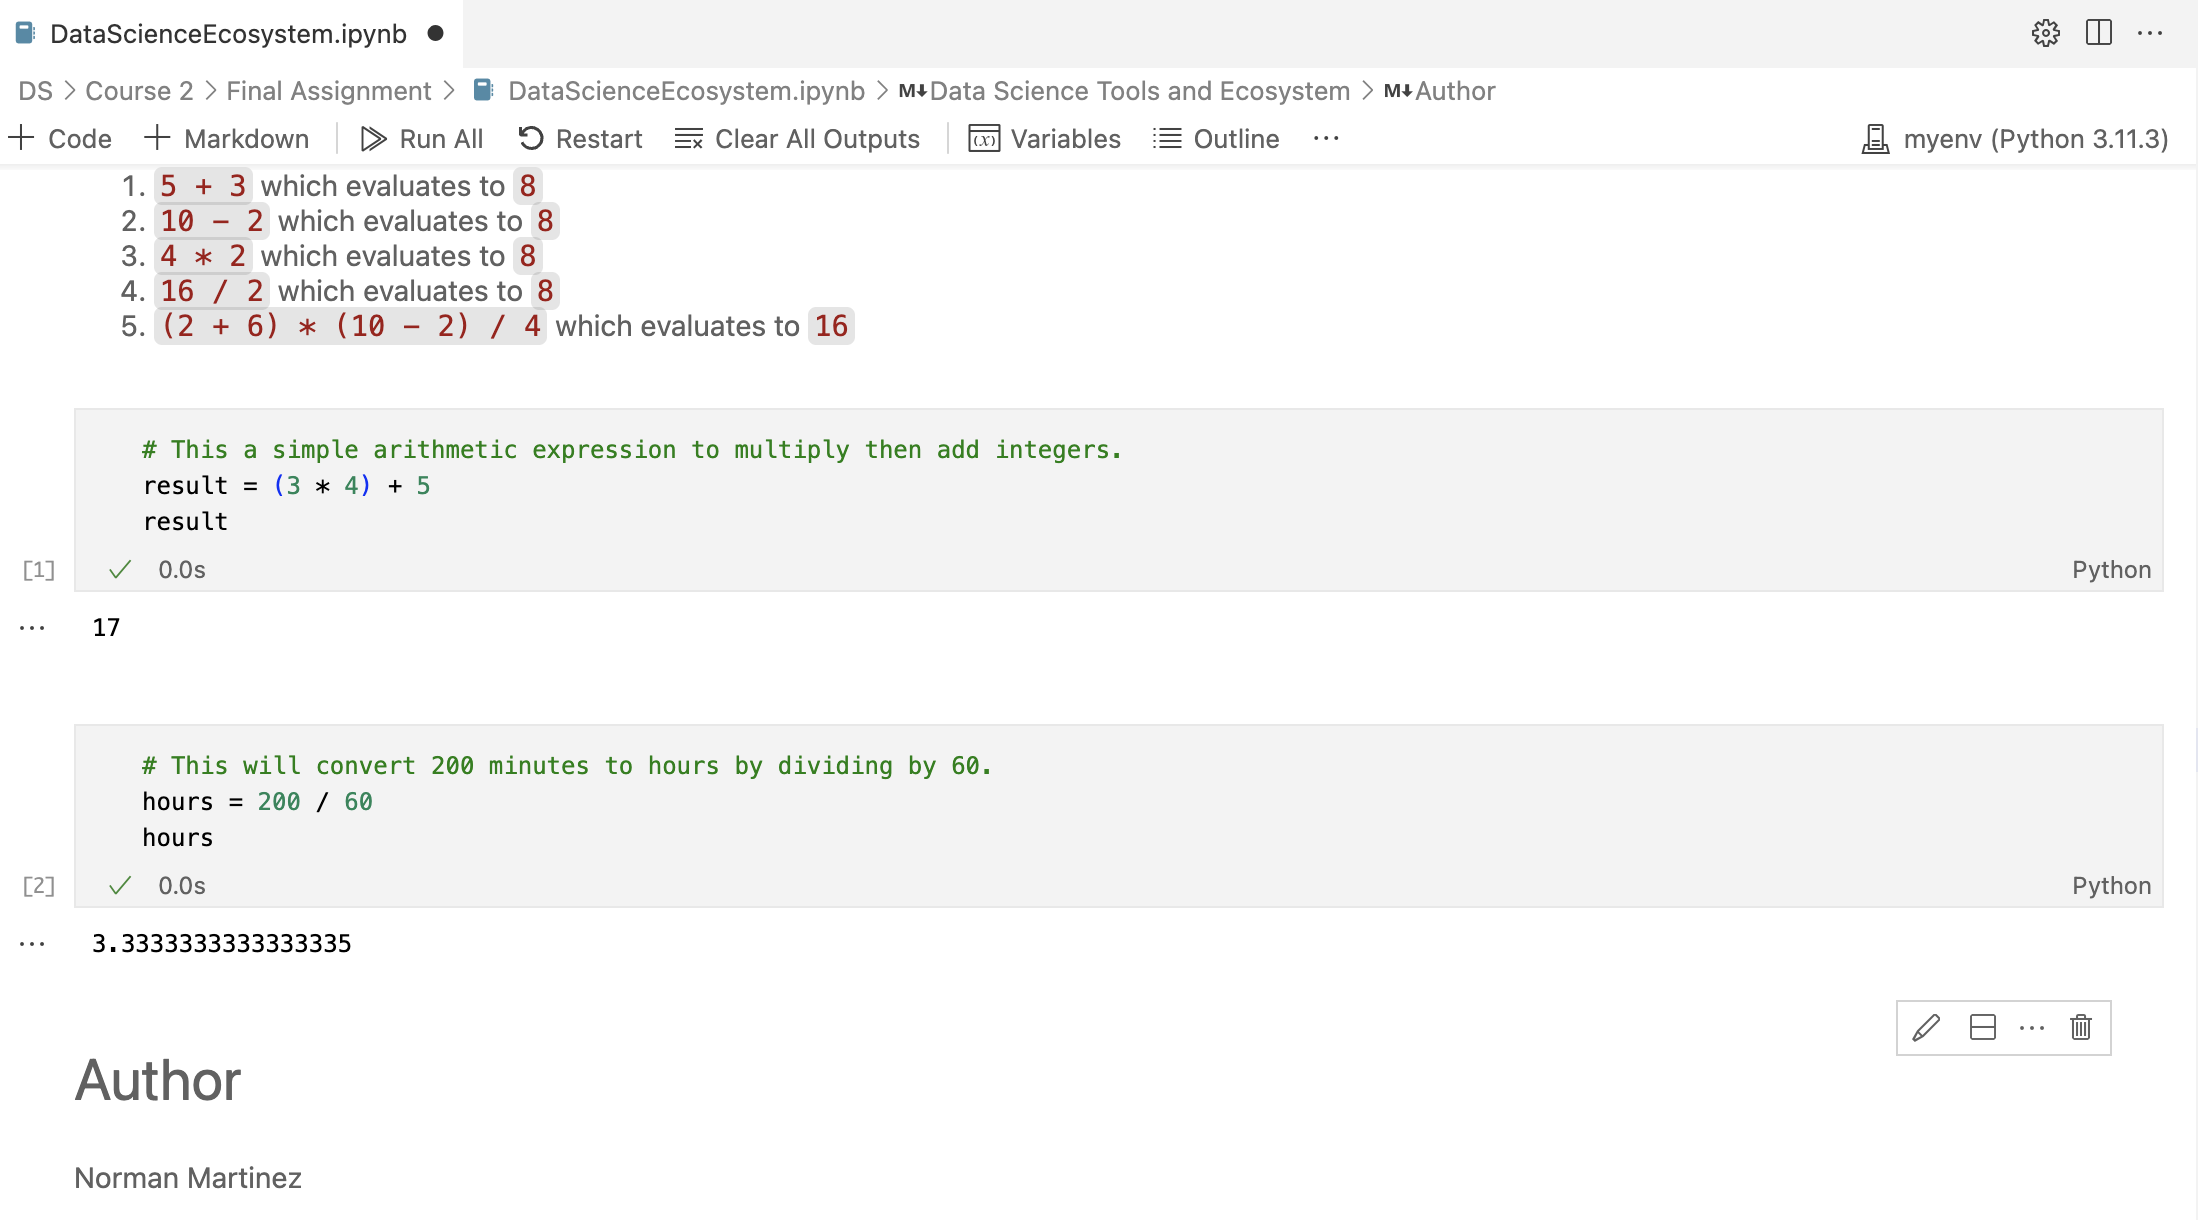 DataScienceEcosystem.ipynb
DS > Course 2 > Final Assignment > DataScienceEcosystem.ipynb > M↓Data Science Tools and Ecosystem > M↓Author
+ Code + Markdown Run All Restart Clear All Outputs (x) Variables Outline ··· myenv (Python 3.11.3)
1. 5 + 3 which evaluates to 8
2. 10 - 2 which evaluates to 8
3. 4 * 2 which evaluates to 8
4. 16 / 2 which evaluates to 8
5. (2 + 6) * (10 - 2) / 4 which evaluates to 16
# This a simple arithmetic expression to multiply then add integers.
result = (3 * 4) + 5
result
[1] ✓ 0.0s Python
··· 17
# This will convert 200 minutes to hours by dividing by 60.
hours = 200 / 60
hours
[2] ✓ 0.0s Python
··· 3.3333333333333335
Author
Norman Martinez